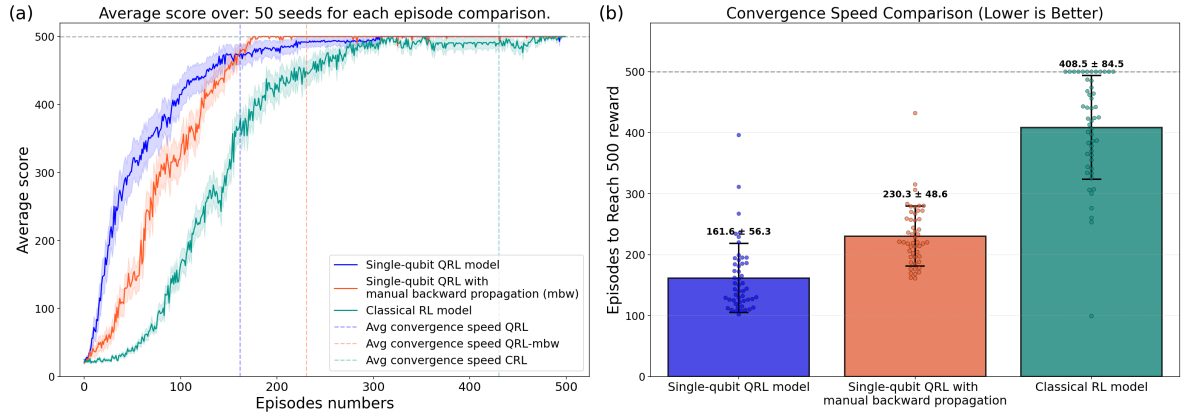 (a)
Average score over: 50 seeds for each episode comparison.
Average score
500
400
300
200
100
0
0
100
200
300
400
500
Episodes numbers
Single-qubit QRL model
Single-qubit QRL with
manual backward propagation (mbw)
Classical RL model
Avg convergence speed QRL
Avg convergence speed QRL-mbw
Avg convergence speed CRL
(b)
Convergence Speed Comparison (Lower is Better)
Episodes to Reach 500 reward
500
400
300
200
100
0
161.6 ± 56.3
230.3 ± 48.6
408.5 ± 84.5
Single-qubit QRL model
Single-qubit QRL with
manual backward propagation
Classical RL model